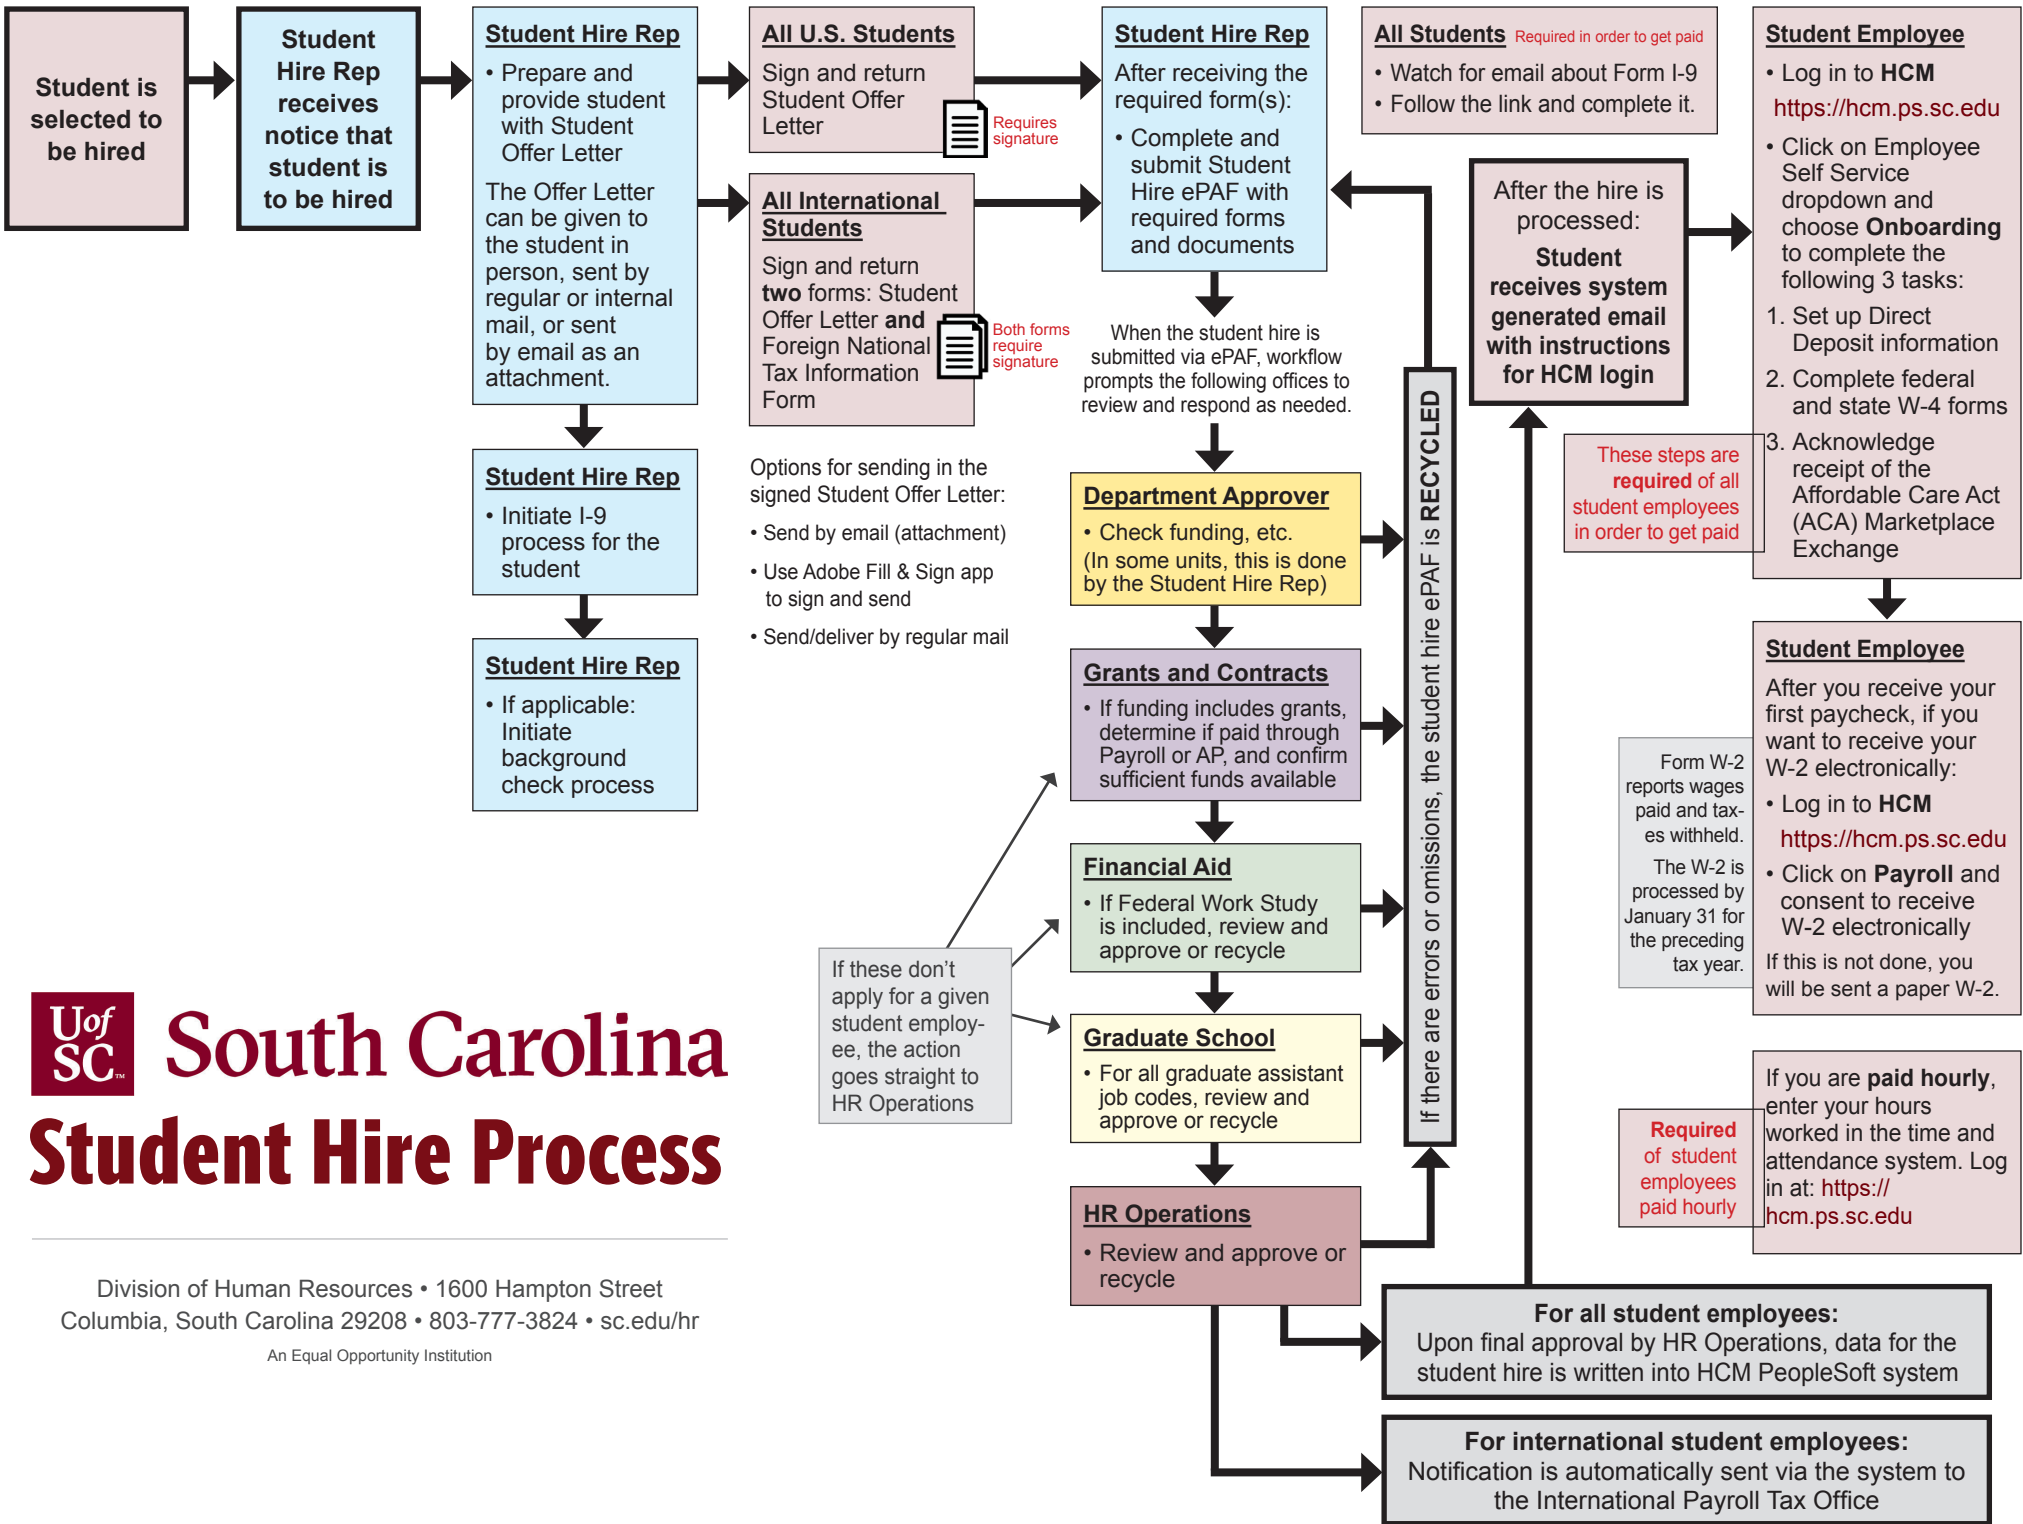 Student is
selected to
be hired
Student
Hire Rep
receives
notice that
student is
to be hired
Student Hire Rep
• Prepare and
provide student
with Student
Offer Letter
The Offer Letter
can be given to
the student in
person, sent by
regular or internal
mail, or sent
by email as an
attachment.
Student Hire Rep
• Initiate I-9
process for the
student
Student Hire Rep
• If applicable:
Initiate
background
check process
All U.S. Students
Sign and return
Student Offer
Letter
Requires
signature
All International
Students
Sign and return
two forms: Student
Offer Letter and
Foreign National
Tax Information
Form
Both forms
require
signature
Options for sending in the
signed Student Offer Letter:
• Send by email (attachment)
• Use Adobe Fill & Sign app
to sign and send
• Send/deliver by regular mail
Student Hire Rep
After receiving the
required form(s):
• Complete and
submit Student
Hire ePAF with
required forms
and documents
When the student hire is
submitted via ePAF, workflow
prompts the following offices to
review and respond as needed.
Department Approver
• Check funding, etc.
(In some units, this is done
by the Student Hire Rep)
Grants and Contracts
• If funding includes grants,
determine if paid through
Payroll or AP, and confirm
sufficient funds available
Financial Aid
• If Federal Work Study
is included, review and
approve or recycle
Graduate School
• For all graduate assistant
job codes, review and
approve or recycle
If these don't
apply for a given
student employ-
ee, the action
goes straight to
HR Operations
HR Operations
• Review and approve or
recycle
If there are errors or omissions, the student hire ePAF is RECYCLED
For all student employees:
Upon final approval by HR Operations, data for the
student hire is written into HCM PeopleSoft system
For international student employees:
Notification is automatically sent via the system to
the International Payroll Tax Office
All Students Required in order to get paid
• Watch for email about Form I-9
• Follow the link and complete it.
After the hire is
processed:
Student
receives system
generated email
with instructions
for HCM login
Student Employee
• Log in to HCM
https://hcm.ps.sc.edu
• Click on Employee
Self Service
dropdown and
choose Onboarding
to complete the
following 3 tasks:
1. Set up Direct
Deposit information
2. Complete federal
and state W-4 forms
3. Acknowledge
receipt of the
Affordable Care Act
(ACA) Marketplace
Exchange
These steps are
required of all
student employees
in order to get paid
Student Employee
After you receive your
first paycheck, if you
want to receive your
W-2 electronically:
• Log in to HCM
https://hcm.ps.sc.edu
• Click on Payroll and
consent to receive
W-2 electronically
If this is not done, you
will be sent a paper W-2.
Form W-2
reports wages
paid and tax-
es withheld.
The W-2 is
processed by
January 31 for
the preceding
tax year.
If you are paid hourly,
enter your hours
worked in the time and
attendance system. Log
in at: https://
hcm.ps.sc.edu
Required
of student
employees
paid hourly
Uof
SC™
South Carolina
Student Hire Process
Division of Human Resources • 1600 Hampton Street
Columbia, South Carolina 29208 • 803-777-3824 • sc.edu/hr
An Equal Opportunity Institution